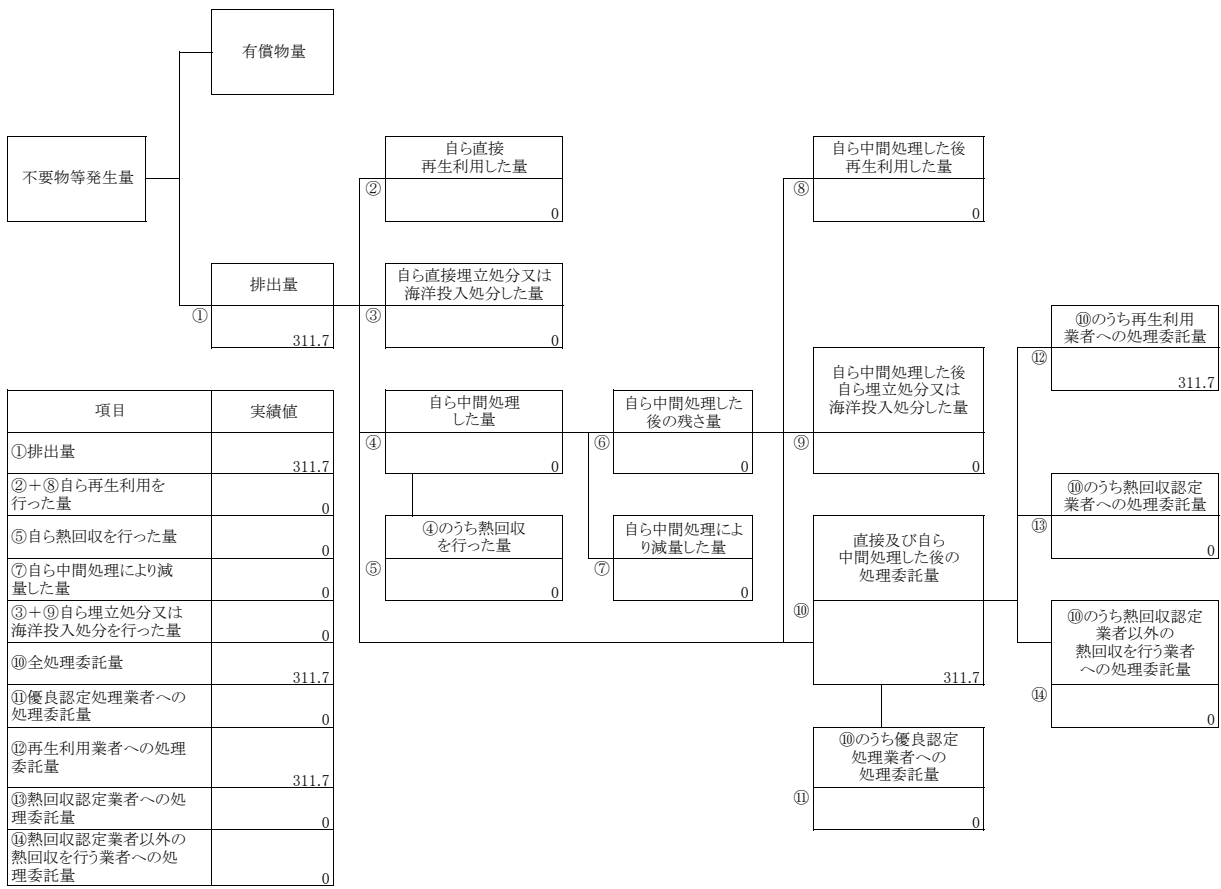 有償物量
不要物等発生量
自ら直接
再生利用した量
②
0
自ら中間処理した後
再生利用した量
⑧
0
排出量
①
311.7
自ら直接埋立処分又は
海洋投入処分した量
③
0
⑩のうち再生利用
業者への処理委託量
⑫
311.7
自ら中間処理
した量
④
0
自ら中間処理した
後の残さ量
⑥
0
自ら中間処理した後
自ら埋立処分又は
海洋投入処分した量
⑨
0
⑩のうち熱回収認定
業者への処理委託量
⑬
0
④のうち熱回収
を行った量
⑤
0
自ら中間処理によ
り減量した量
⑦
0
直接及び自ら
中間処理した後の
処理委託量
⑩
311.7
⑩のうち熱回収認定
業者以外の
熱回収を行う業者
への処理委託量
⑭
0
⑩のうち優良認定
処理業者への
処理委託量
⑪
0
項目 実績値
①排出量
311.7
②+⑧自ら再生利用を
行った量
0
⑤自ら熱回収を行った量
0
⑦自ら中間処理により減
量した量
0
③+⑨自ら埋立処分又は
海洋投入処分を行った量
0
⑩全処理委託量
311.7
⑪優良認定処理業者への
処理委託量
0
⑫再生利用業者への処理
委託量
311.7
⑬熱回収認定業者への処
理委託量
0
⑭熱回収認定業者以外の
熱回収を行う業者への処
理委託量
0